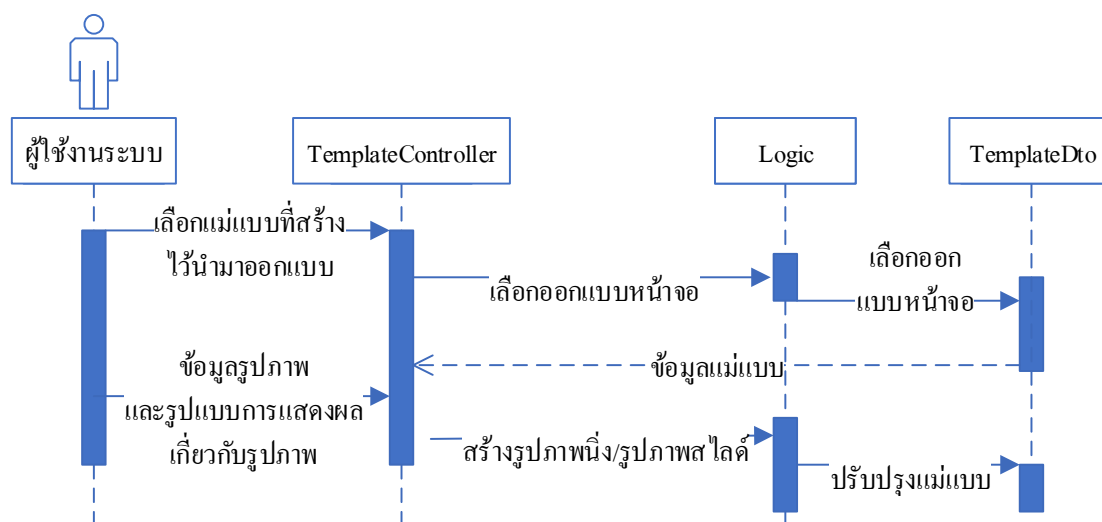 ผู้ใช้งานระบบ
TemplateController
Logic
TemplateDto
เลือกแม่แบบที่สร้าง
ไว้นำมาออกแบบ
เลือกออกแบบหน้าจอ
เลือกออก
แบบหน้าจอ
ข้อมูลแม่แบบ
ข้อมูลรูปภาพ
และรูปแบบการแสดงผล
เกี่ยวกับรูปภาพ
สร้างรูปภาพนิ่ง/รูปภาพสไลด์
ปรับปรุงแม่แบบ